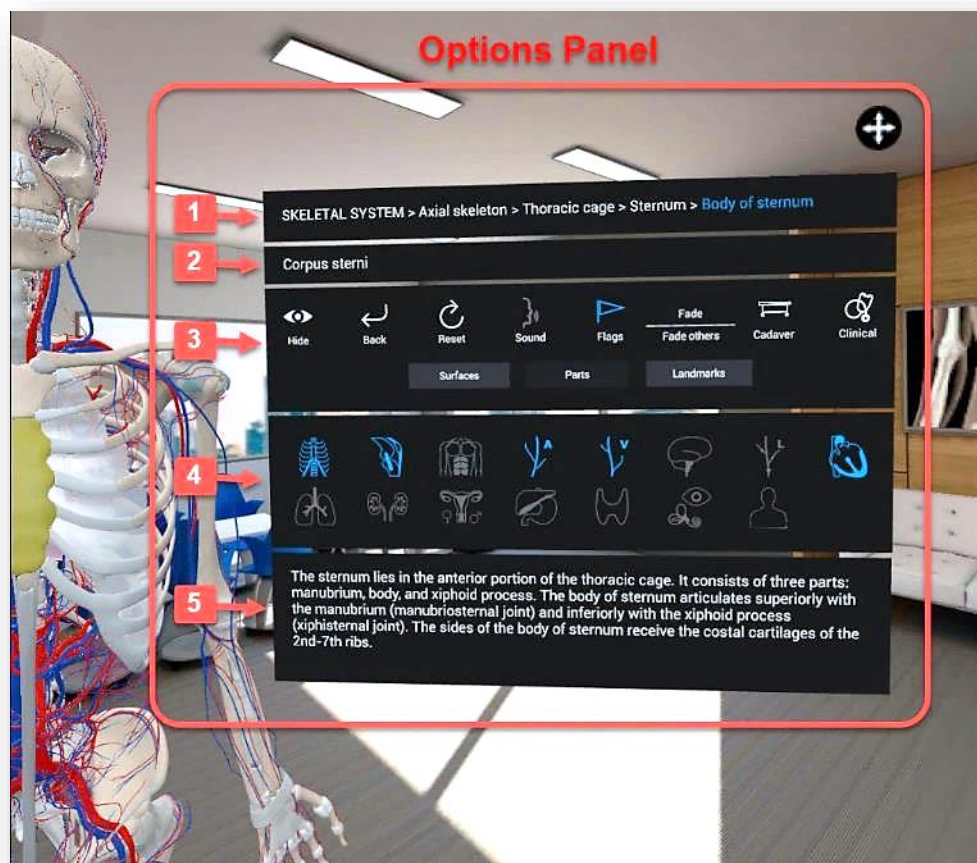 Options Panel
1
SKELETAL SYSTEM > Axial skeleton > Thoracic cage > Sternum > Body of sternum
2
Corpus sterni
3
Hide
Back
Reset
Sound
Flags
Fade
Fade others
Cadaver
Clinical
Surfaces
Parts
Landmarks
4
A
V
L
5
The sternum lies in the anterior portion of the thoracic cage. It consists of three parts:
manubrium, body, and xiphoid process. The body of sternum articulates superiorly with
the manubrium (manubriosternal joint) and inferiorly with the xiphoid process
(xiphisternal joint). The sides of the body of sternum receive the costal cartilages of the
2nd-7th ribs.